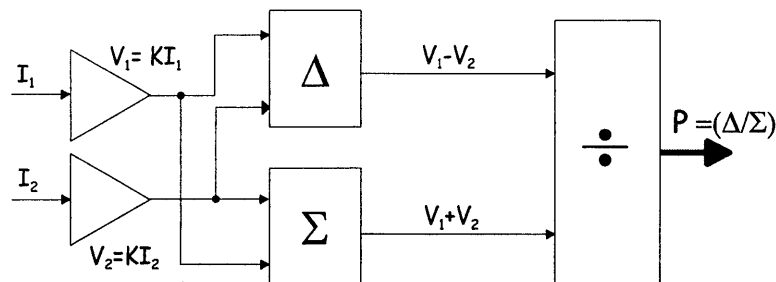 V₁= KI₁
I₁
Δ
V₁-V₂
÷
P =(Δ/Σ)
I₂
V₂=KI₂
Σ
V₁+V₂